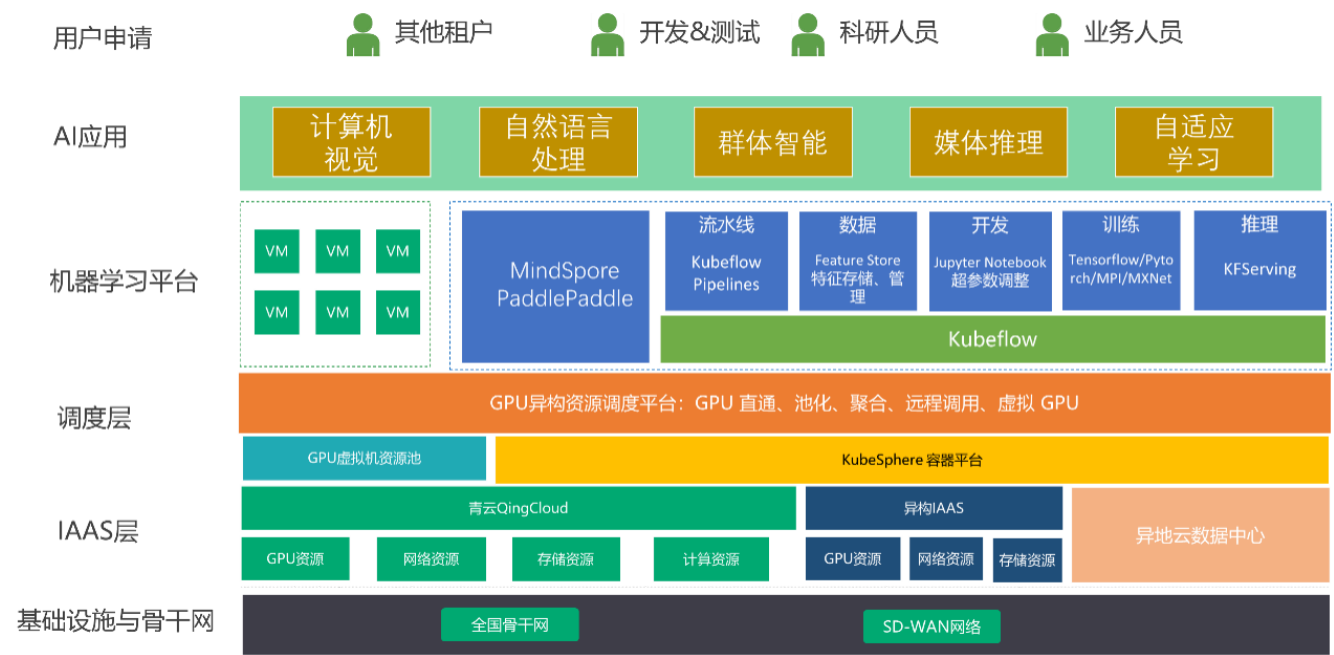 用户申请
其他租户
开发&测试
科研人员
业务人员
AI应用
计算机
视觉
自然语言
处理
群体智能
媒体推理
自适应
学习
机器学习平台
VM
VM
VM
VM
VM
VM
MindSpore
PaddlePaddle
流水线
Kubeflow
Pipelines
数据
Feature Store
特征存储、管
理
开发
Jupyter Notebook
超参数调整
训练
Tensorflow/Pyto
rch/MPI/MXNet
推理
KFServing
Kubeflow
调度层
GPU异构资源调度平台：GPU 直通、池化、聚合、远程调用、虚拟 GPU
GPU虚拟机资源池
KubeSphere 容器平台
IAAS层
青云QingCloud
异构IAAS
异地云数据中心
GPU资源
网络资源
存储资源
计算资源
GPU资源
网络资源
存储资源
基础设施与骨干网
全国骨干网
SD-WAN网络